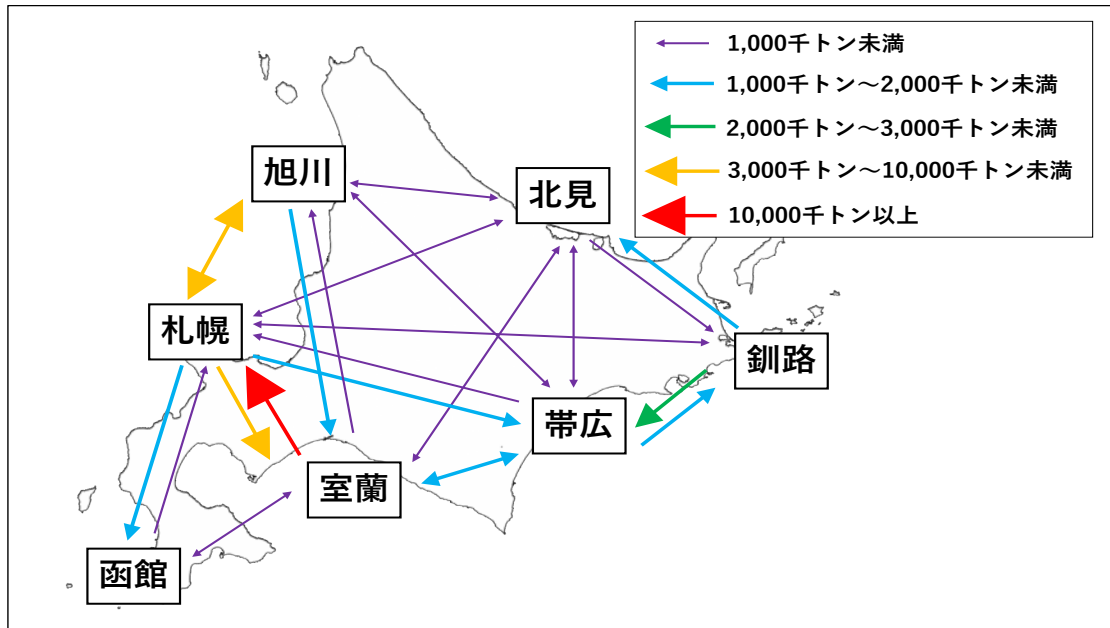 1,000千トン未満
1,000千トン～2,000千トン未満
2,000千トン～3,000千トン未満
3,000千トン～10,000千トン未満
10,000千トン以上
旭川
北見
札幌
釧路
帯広
室蘭
函館